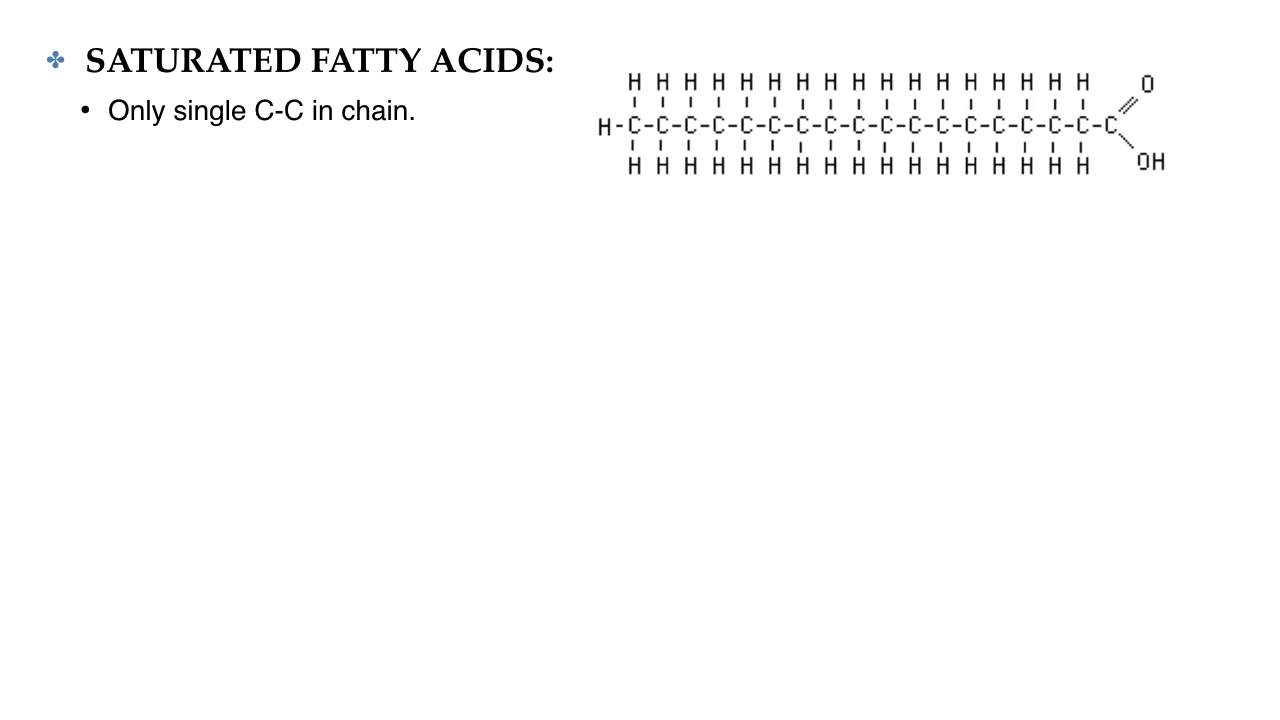 SATURATED FATTY ACIDS:
• Only single C-C in chain.
H H H H H H H H H H H H H H H H H O
H-C-C-C-C-C-C-C-C-C-C-C-C-C-C-C-C-C-C
H H H H H H H H H H H H H H H H H OH